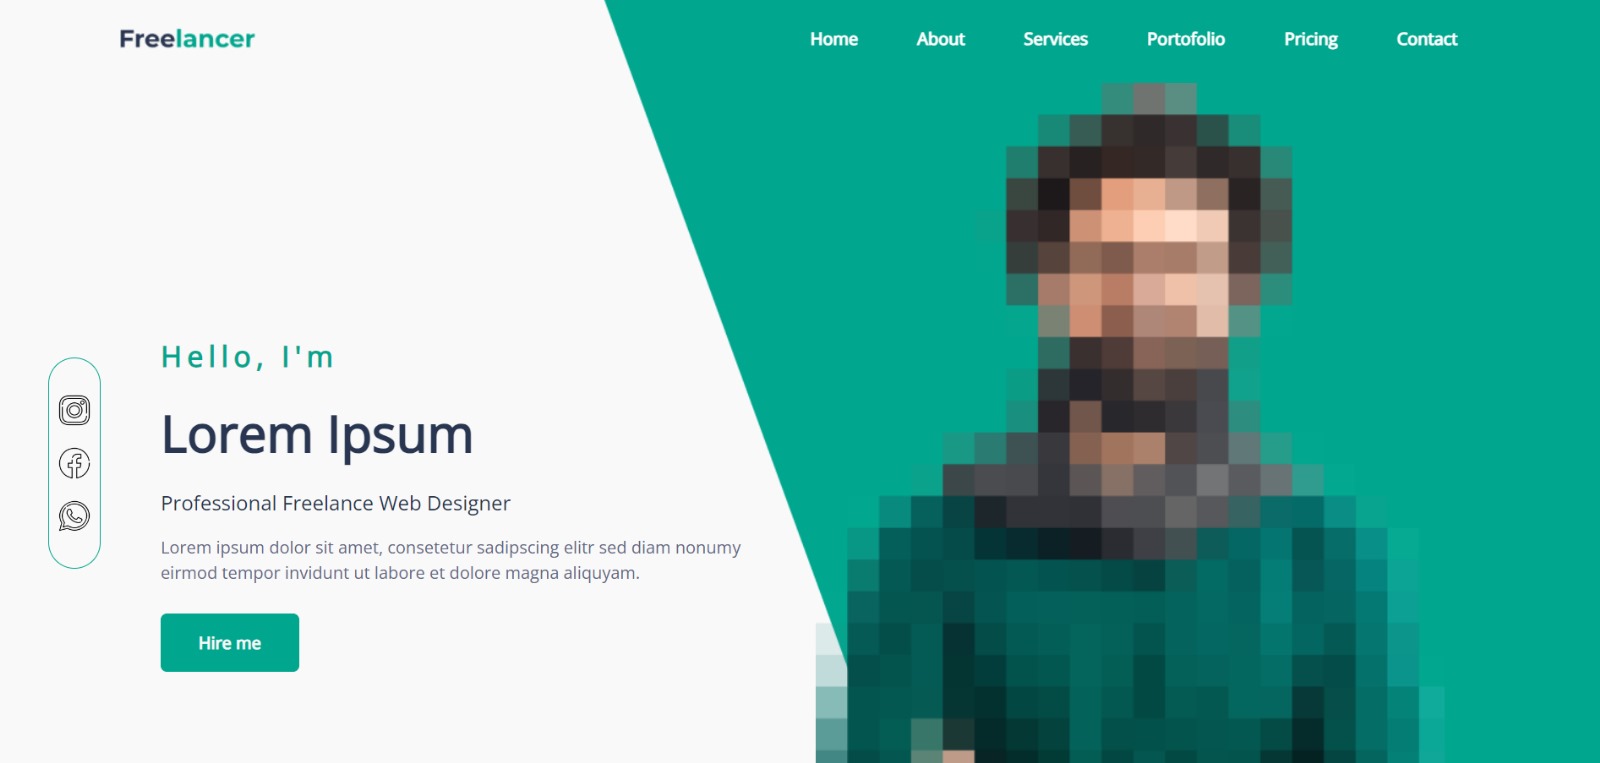 Freelancer
Home About Services Portofolio Pricing Contact
Hello, I'm
Lorem Ipsum
Professional Freelance Web Designer
Lorem ipsum dolor sit amet, consetetur sadipscing elitr sed diam nonumy
eirmod tempor invidunt ut labore et dolore magna aliquyam.
Hire me